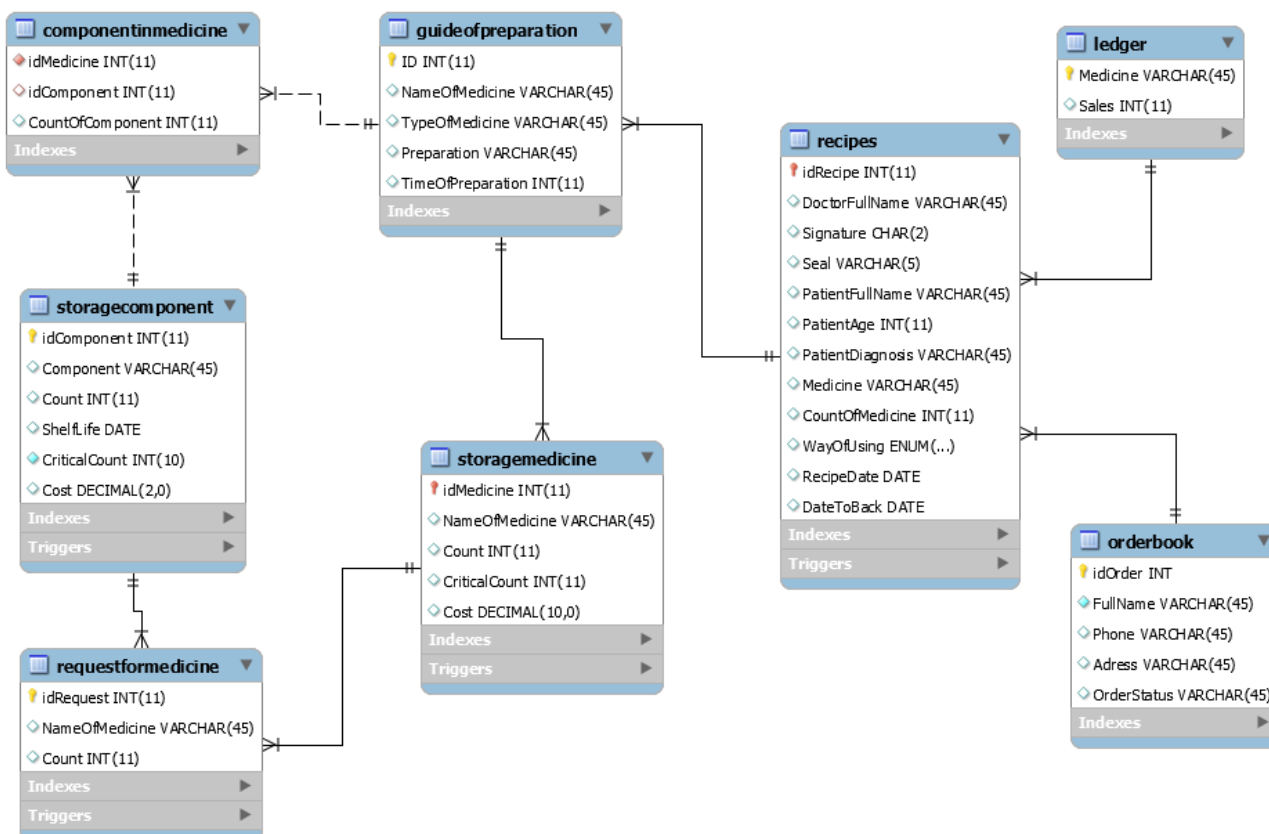 componentinmedicine
idMedicine INT(11)
idComponent INT(11)
CountOfComponent INT(11)
Indexes
guideofpreparation
ID INT(11)
NameOfMedicine VARCHAR(45)
TypeOfMedicine VARCHAR(45)
Preparation VARCHAR(45)
TimeOfPreparation INT(11)
Indexes
ledger
Medicine VARCHAR(45)
Sales INT(11)
Indexes
recipes
idRecipe INT(11)
DoctorFullName VARCHAR(45)
Signature CHAR(2)
Seal VARCHAR(5)
PatientFullName VARCHAR(45)
PatientAge INT(11)
PatientDiagnosis VARCHAR(45)
Medicine VARCHAR(45)
CountOfMedicine INT(11)
WayOfUsing ENUM(...)
RecipeDate DATE
DateToBack DATE
Indexes
Triggers
storagecomponent
idComponent INT(11)
Component VARCHAR(45)
Count INT(11)
ShelfLife DATE
CriticalCount INT(10)
Cost DECIMAL(2,0)
Indexes
Triggers
storagemedicine
idMedicine INT(11)
NameOfMedicine VARCHAR(45)
Count INT(11)
CriticalCount INT(11)
Cost DECIMAL(10,0)
Indexes
Triggers
orderbook
idOrder INT
FullName VARCHAR(45)
Phone VARCHAR(45)
Adress VARCHAR(45)
OrderStatus VARCHAR(45)
Indexes
requestformedicine
idRequest INT(11)
NameOfMedicine VARCHAR(45)
Count INT(11)
Indexes
Triggers